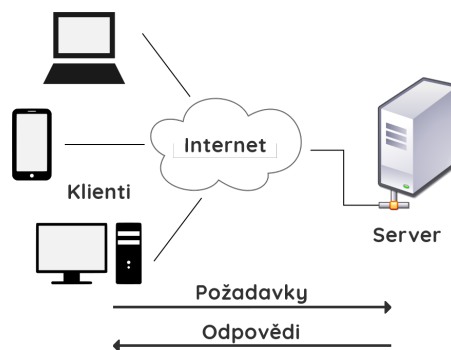 Internet
Klienti
Server
Požadavky
Odpovědi